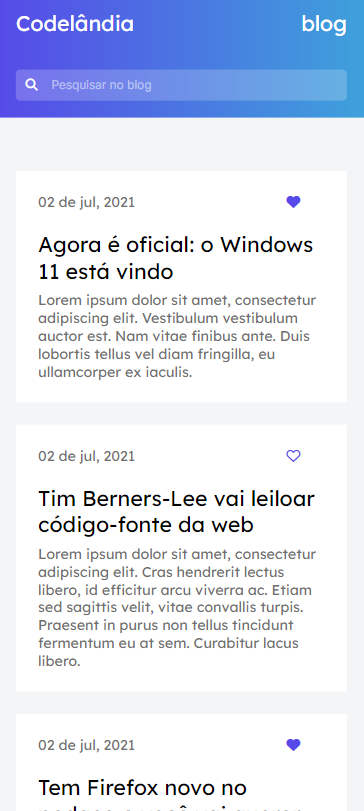 Codelândia blog
Pesquisar no blog
02 de jul, 2021
Agora é oficial: o Windows
11 está vindo
Lorem ipsum dolor sit amet, consectetur
adipiscing elit. Vestibulum vestibulum
auctor est. Nam vitae finibus ante. Duis
lobortis tellus vel diam fringilla, eu
ullamcorper ex iaculis.
02 de jul, 2021
Tim Berners-Lee vai leiloar
código-fonte da web
Lorem ipsum dolor sit amet, consectetur
adipiscing elit. Cras hendrerit lectus
libero, id efficitur arcu viverra ac. Etiam
sed sagittis velit, vitae convallis turpis.
Praesent in purus non tellus tincidunt
fermentum eu at sem. Curabitur lacus
libero.
02 de jul, 2021
Tem Firefox novo no